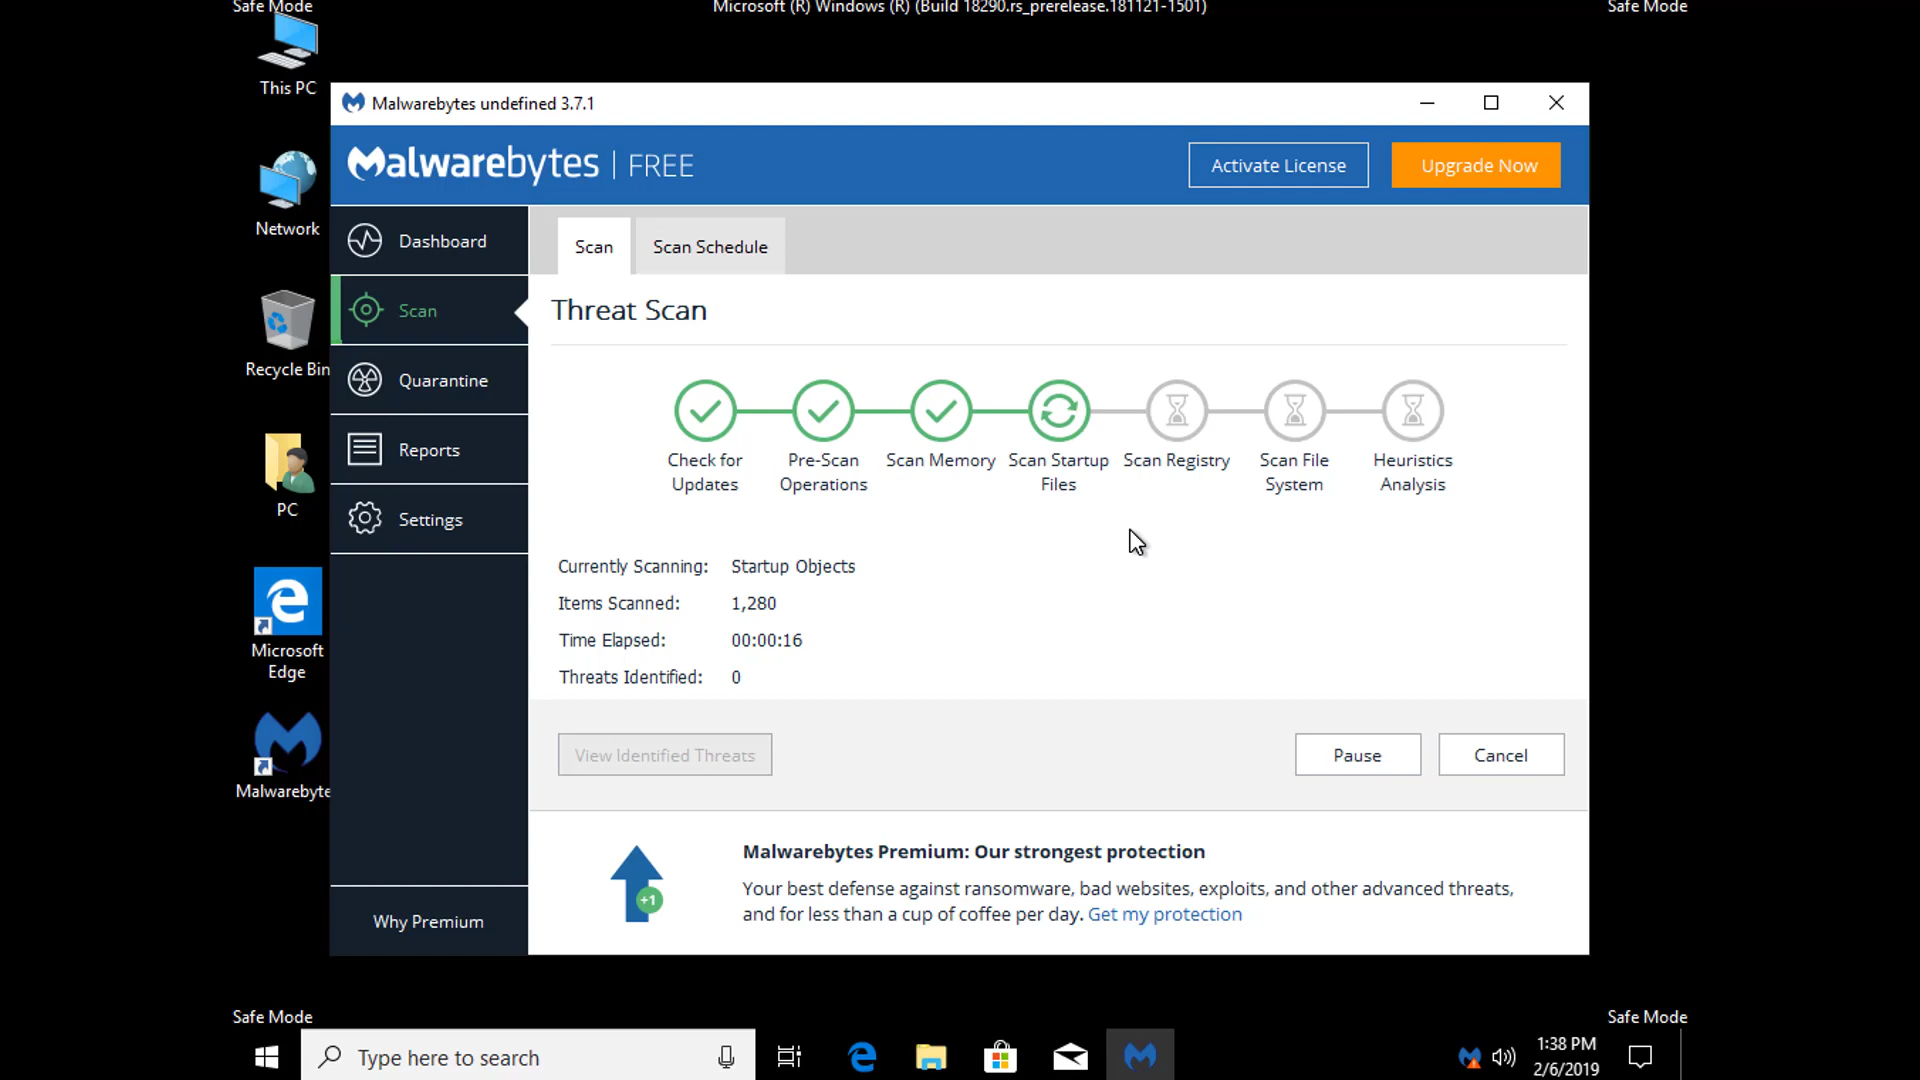 Safe Mode
Microsoft (R) Windows (R) (Build 18290.rs_prerelease.181121-1501)
Safe Mode
This PC
Network
Recycle Bin
PC
Microsoft
Edge
Malwarebyte
Malwarebytes undefined 3.7.1
Malwarebytes | FREE
Activate License
Upgrade Now
Dashboard
Scan
Quarantine
Reports
Settings
Why Premium
Scan
Scan Schedule
Threat Scan
Check for
Updates
Pre-Scan
Operations
Scan Memory
Scan Startup
Files
Scan Registry
Scan File
System
Heuristics
Analysis
Currently Scanning: Startup Objects
Items Scanned: 1,280
Time Elapsed: 00:00:16
Threats Identified: 0
View Identified Threats
Pause
Cancel
+1
Malwarebytes Premium: Our strongest protection
Your best defense against ransomware, bad websites, exploits, and other advanced threats,
and for less than a cup of coffee per day. Get my protection
Safe Mode
Safe Mode
Type here to search
1:38 PM
2/6/2019